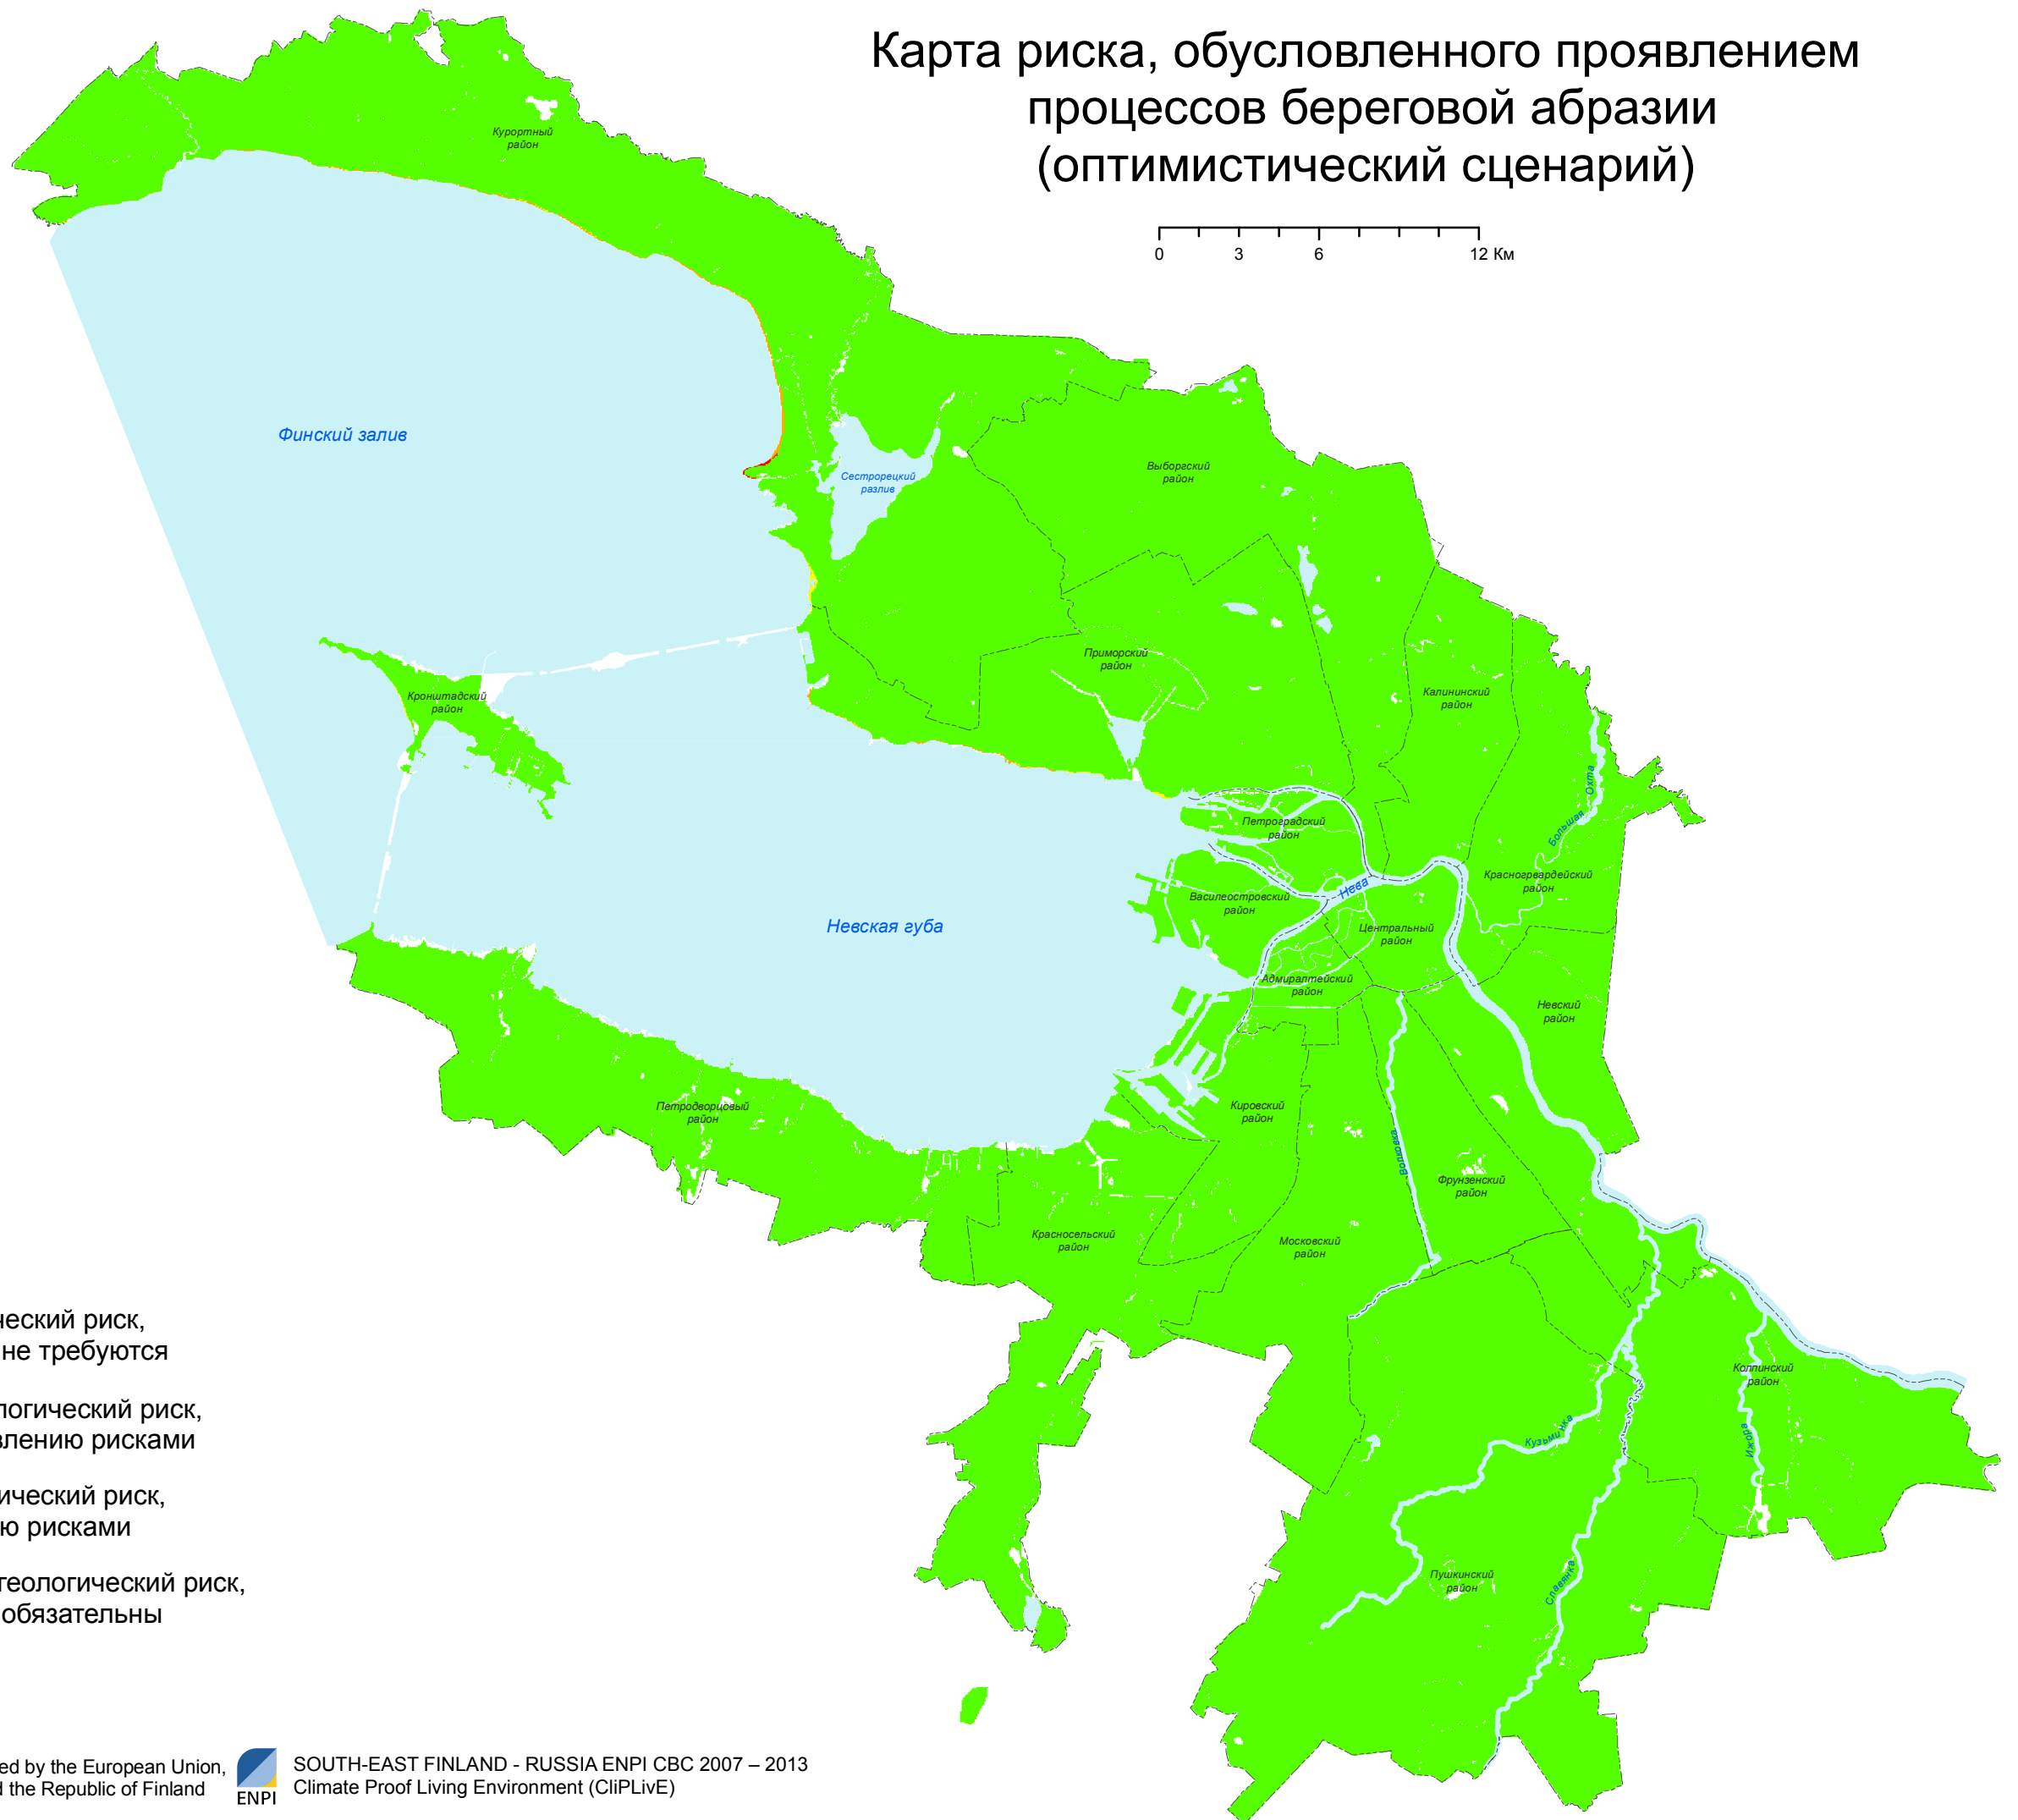 Карта риска, обусловленного проявлением
процессов береговой абразии
(оптимистический сценарий)
0 3 6 12 Км
Курортный
район
Финский залив
Сестрорецкий
разлив
Выборгский
район
Приморский
район
Калининский
район
Кронштадский
район
Большая Охта
Петроградский
район
Красногрвардейский
район
Василеостровский
район
Нева
Центральный
район
Невская губа
Адмиралтейский
район
Невский
район
Петродворцовый
район
Кировский
район
Волковка
Фрунзенский
район
Красносельский
район
Московский
район
Колпинский
район
Кузьминка
Ижора
Пушкинский
район
Славянка
ческий риск,
не требуются
логический риск,
влению рисками
ический риск,
ю рисками
геологический риск,
обязательны
ed by the European Union,
d the Republic of Finland
ENPI
SOUTH-EAST FINLAND - RUSSIA ENPI CBC 2007 – 2013
Climate Proof Living Environment (CliPLivE)